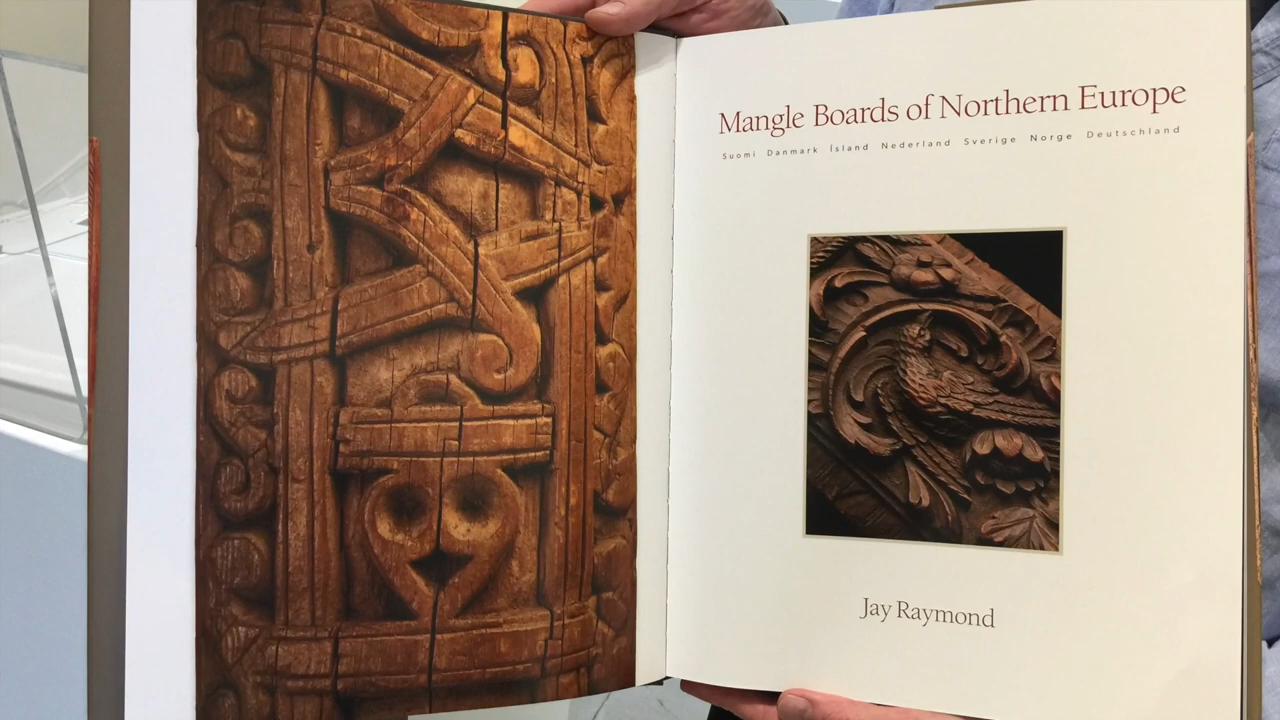 Mangle Boards of Northern Europe
Suomi Danmark Ísland Nederland Sverige Norge Deutschland
Jay Raymond